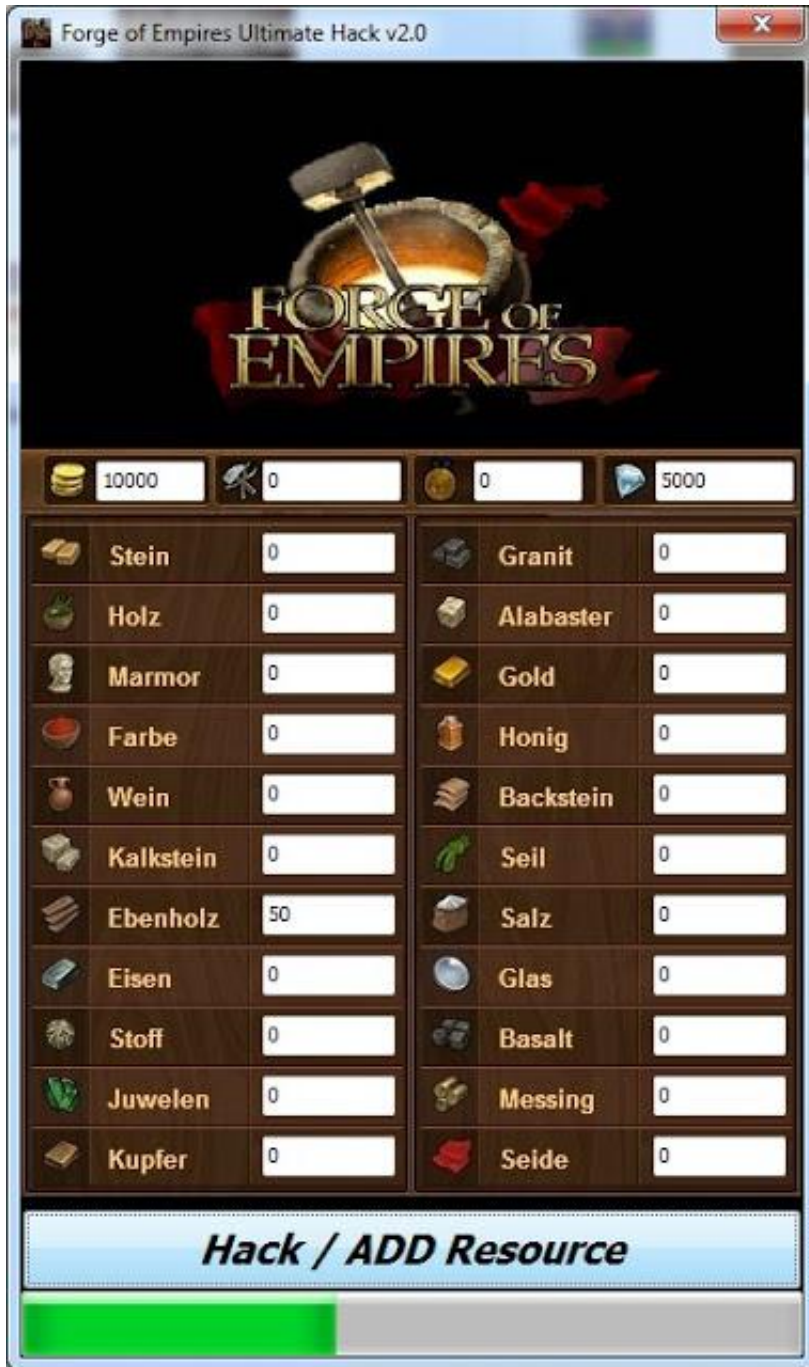 Forge of Empires Ultimate Hack v2.0
FORGE OF
EMPIRES
10000 0 0 5000
Stein 0 Granit 0
Holz 0 Alabaster 0
Marmor 0 Gold 0
Farbe 0 Honig 0
Wein 0 Backstein 0
Kalkstein 0 Seil 0
Ebenholz 50 Salz 0
Eisen 0 Glas 0
Stoff 0 Basalt 0
Juwelen 0 Messing 0
Kupfer 0 Seide 0
Hack / ADD Resource